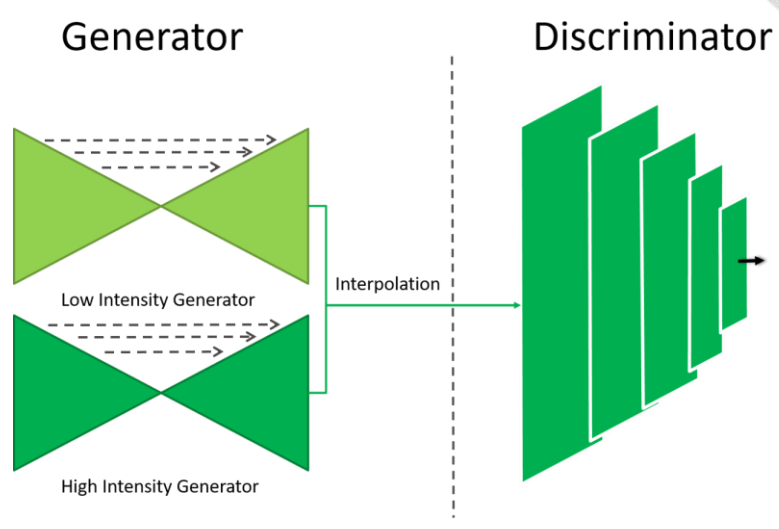 Generator
Discriminator
Low Intensity Generator
Interpolation
High Intensity Generator